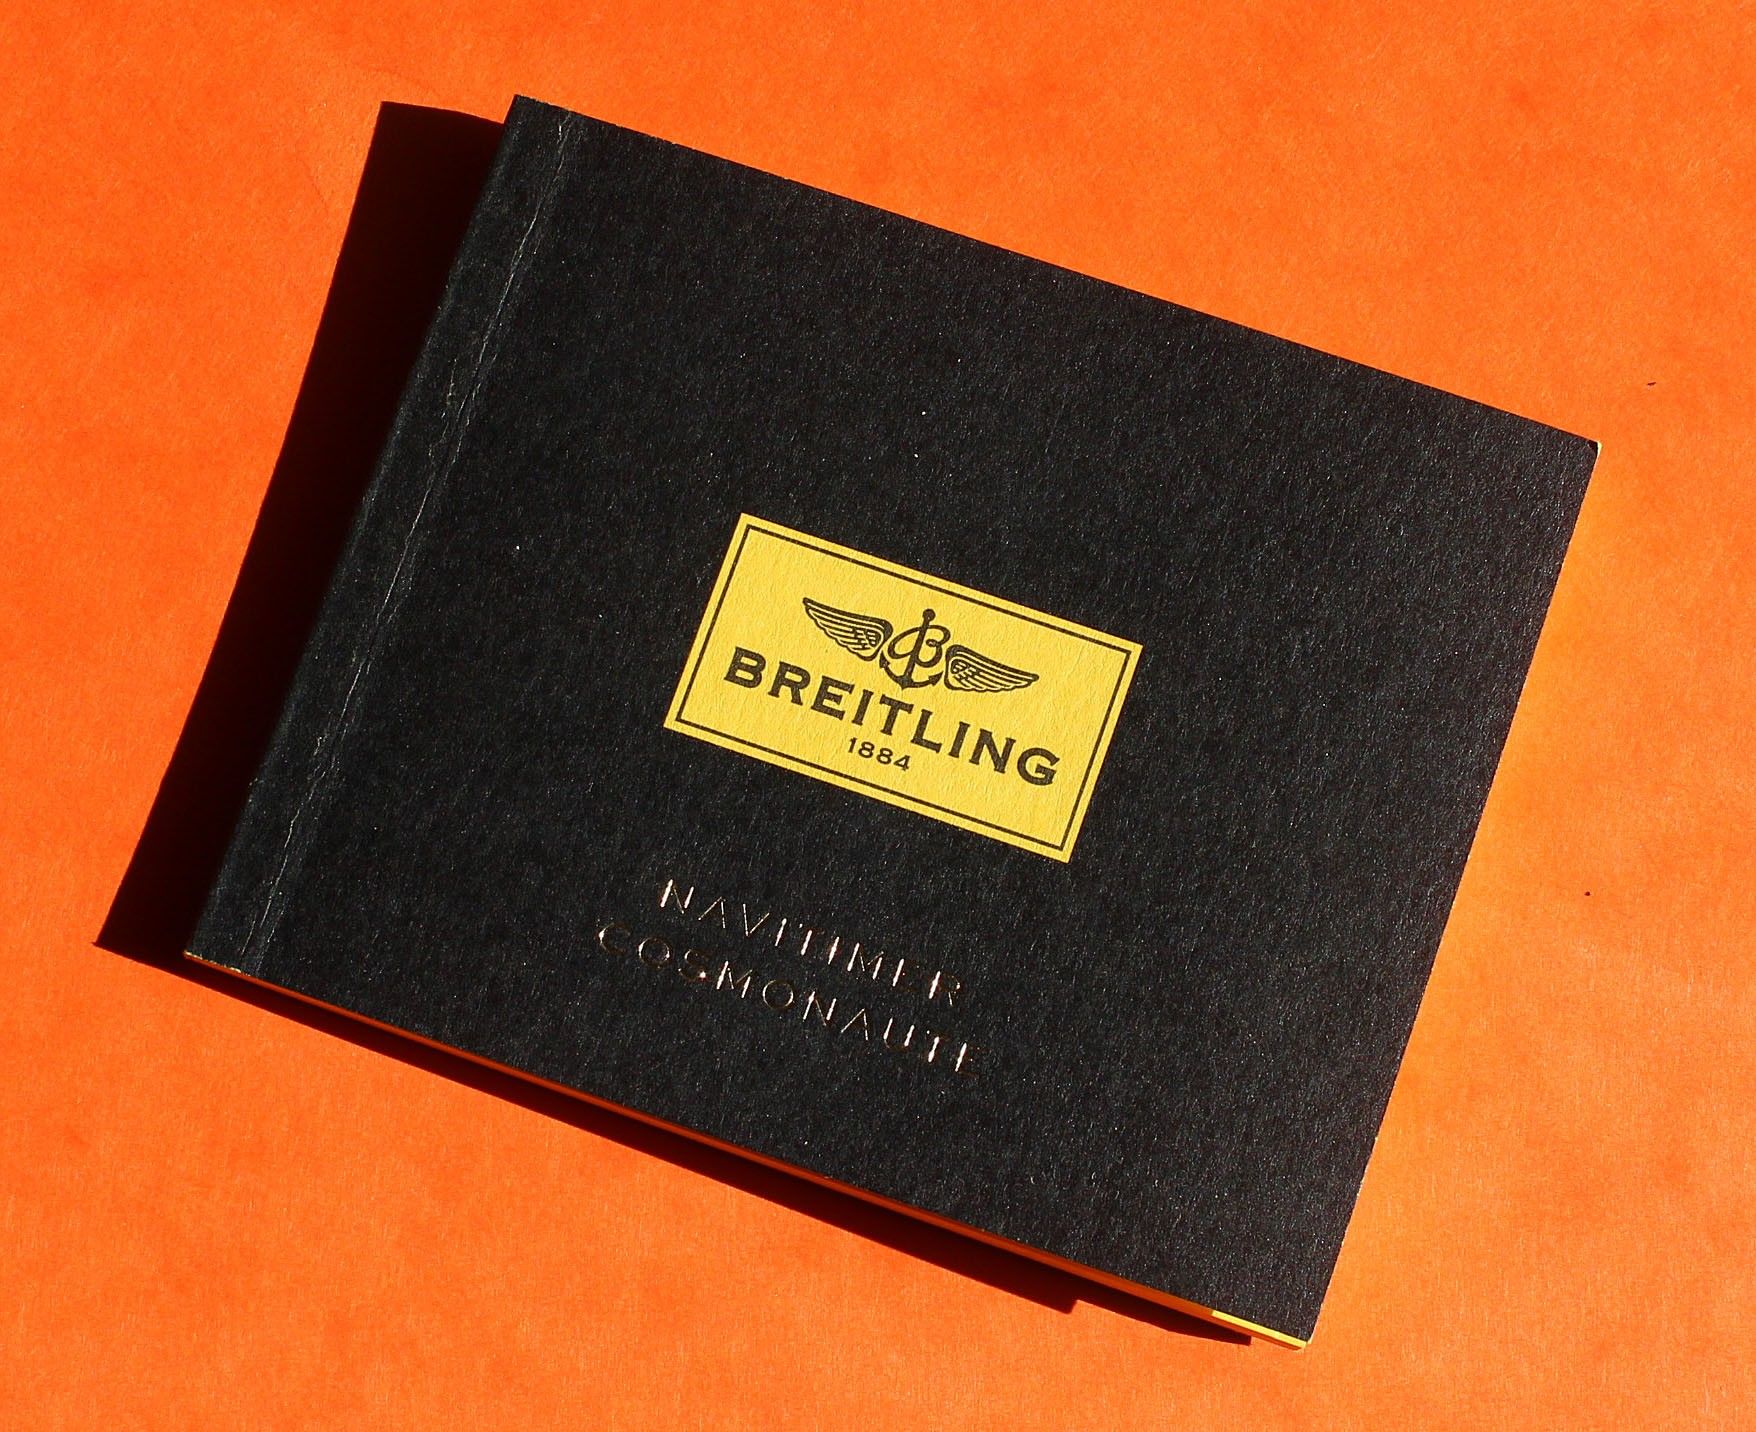 BREITLING
1884
NAVITIMER
COSMONAUTE